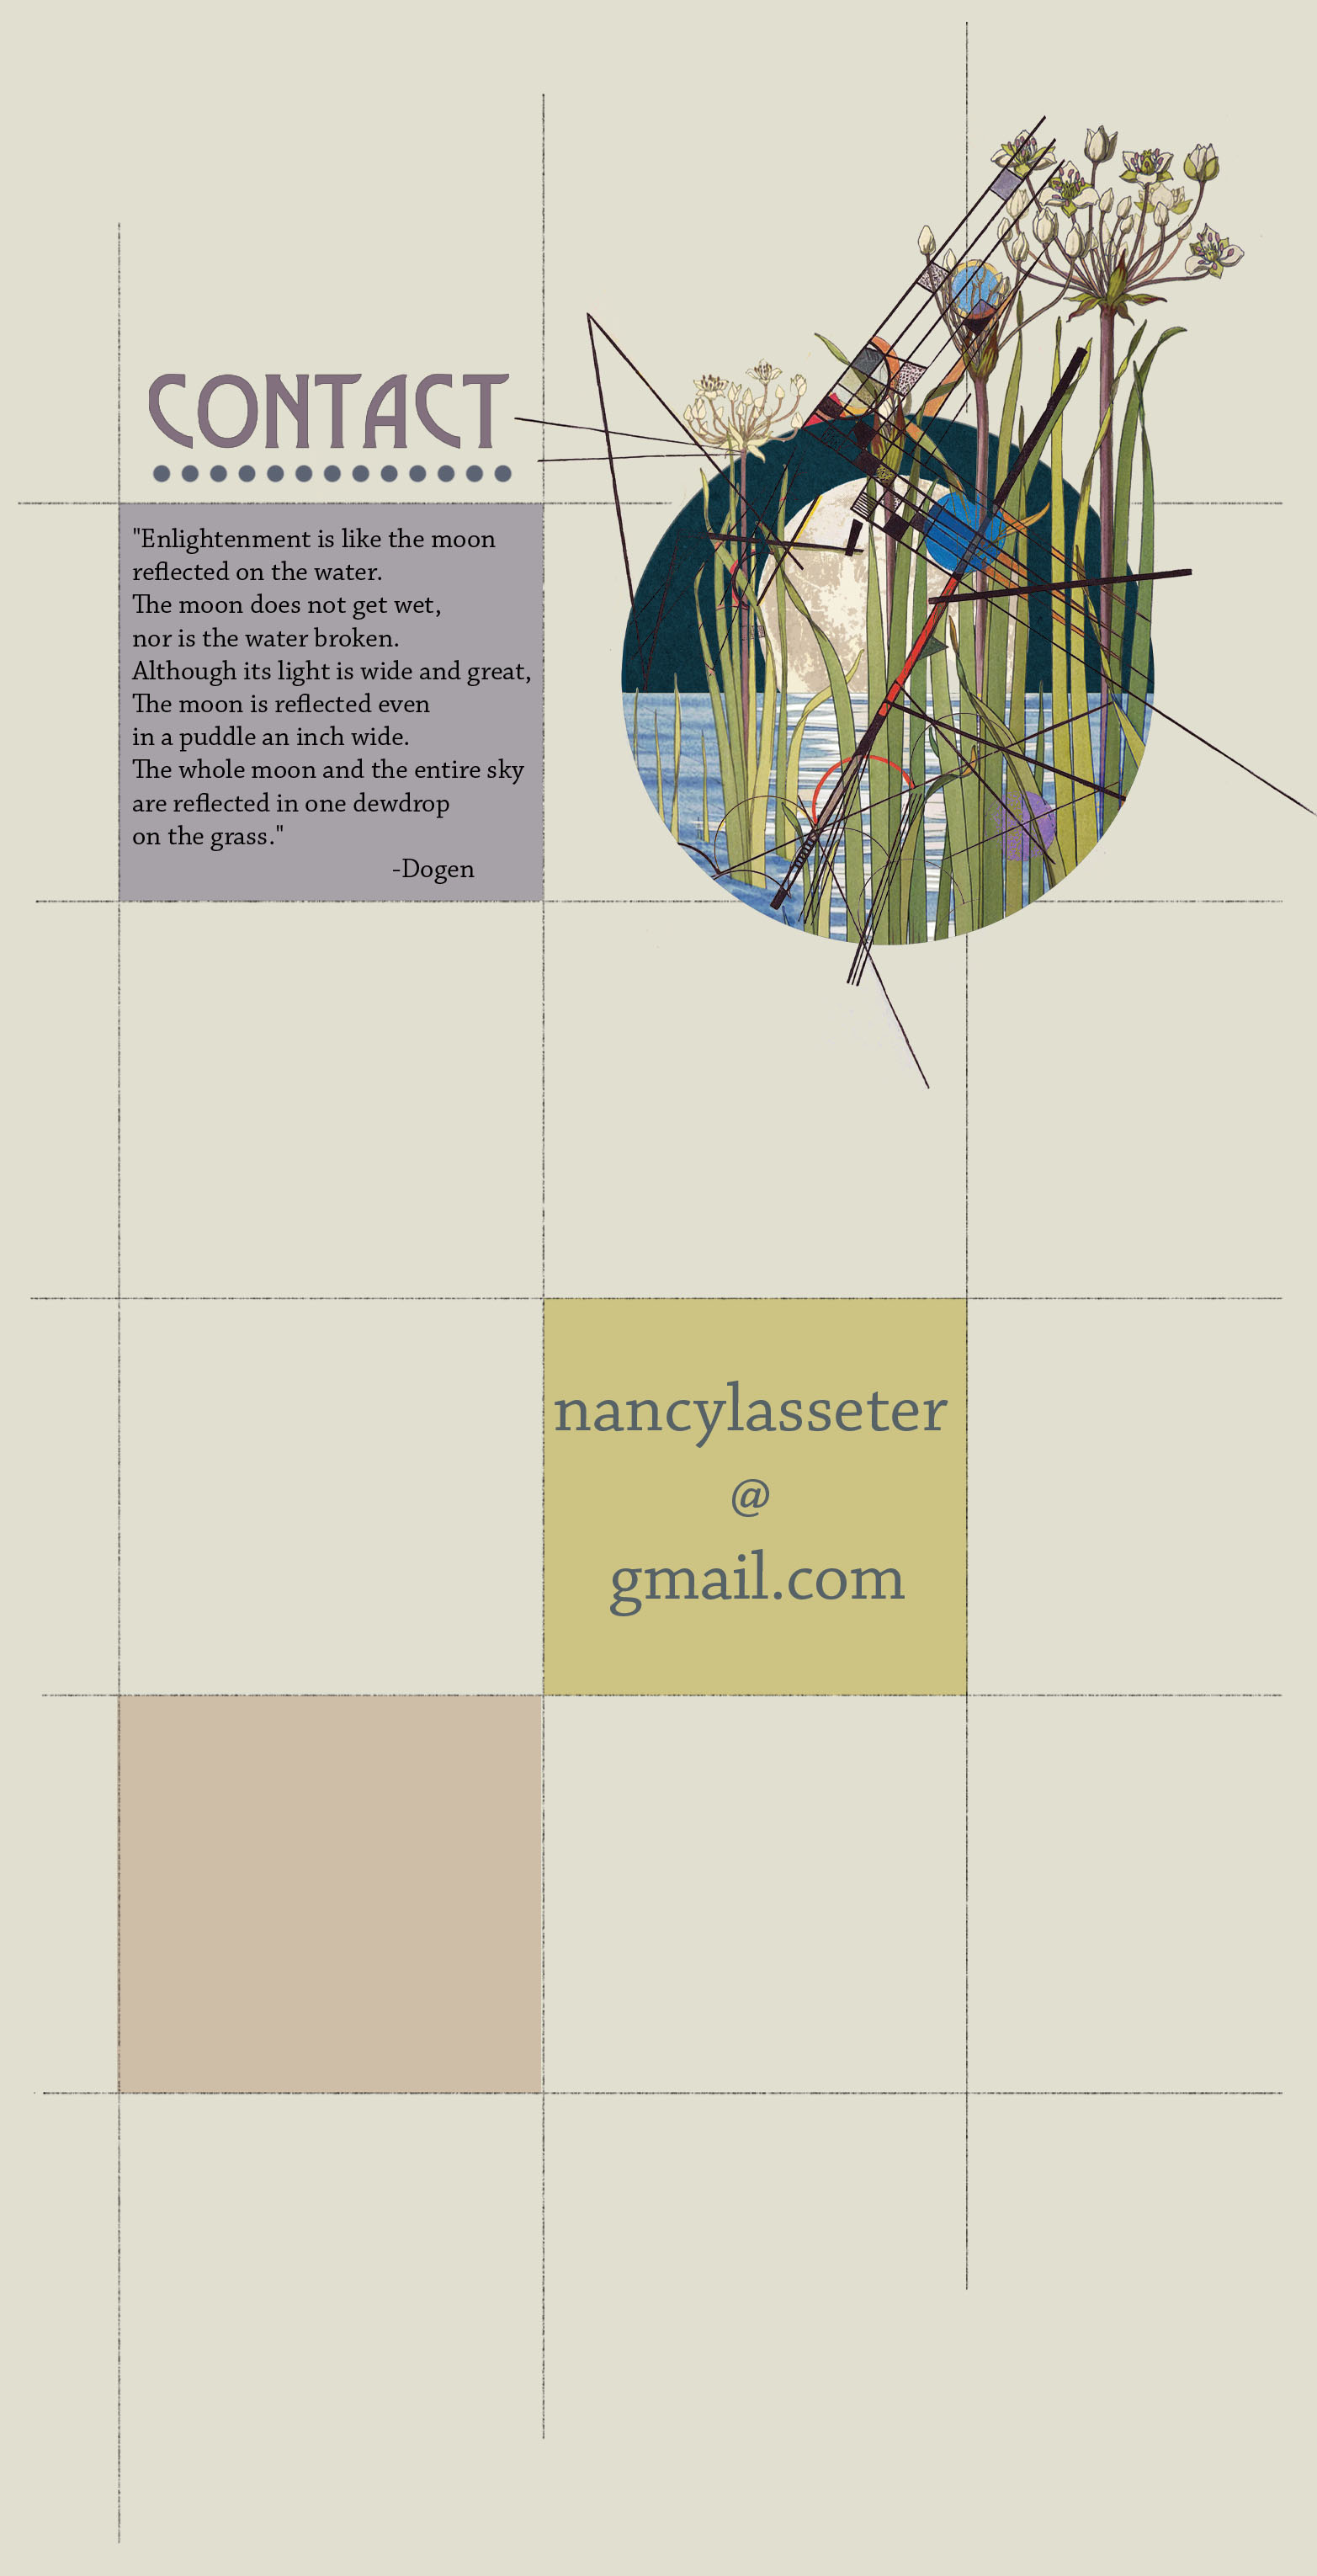 CONTACT
"Enlightenment is like the moon
reflected on the water.
The moon does not get wet,
nor is the water broken.
Although its light is wide and great,
The moon is reflected even
in a puddle an inch wide.
The whole moon and the entire sky
are reflected in one dewdrop
on the grass."
-Dogen
nancylasseter
@
gmail.com